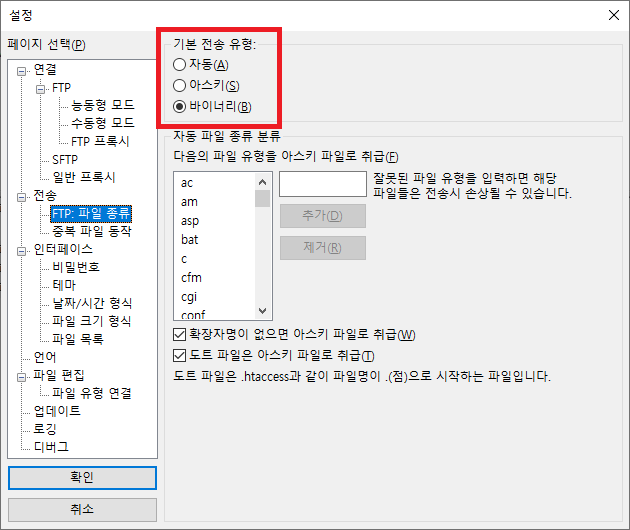 설정
페이지 선택(P)
연결
FTP
능동형 모드
수동형 모드
FTP 프록시
SFTP
일반 프록시
전송
FTP: 파일 종류
중복 파일 동작
인터페이스
비밀번호
테마
날짜/시간 형식
파일 크기 형식
파일 목록
언어
파일 편집
파일 유형 연결
업데이트
로깅
디버그
확인
취소
기본 전송 유형:
자동(A)
아스키(S)
바이너리(B)
자동 파일 종류 분류
다음의 파일 유형을 아스키 파일로 취급(F)
ac
am
asp
bat
c
cfm
cgi
conf
잘못된 파일 유형을 입력하면 해당
파일들은 전송시 손상될 수 있습니다.
추가(D)
제거(R)
확장자명이 없으면 아스키 파일로 취급(W)
도트 파일은 아스키 파일로 취급(T)
도트 파일은 .htaccess과 같이 파일명이 .(점)으로 시작하는 파일입니다.